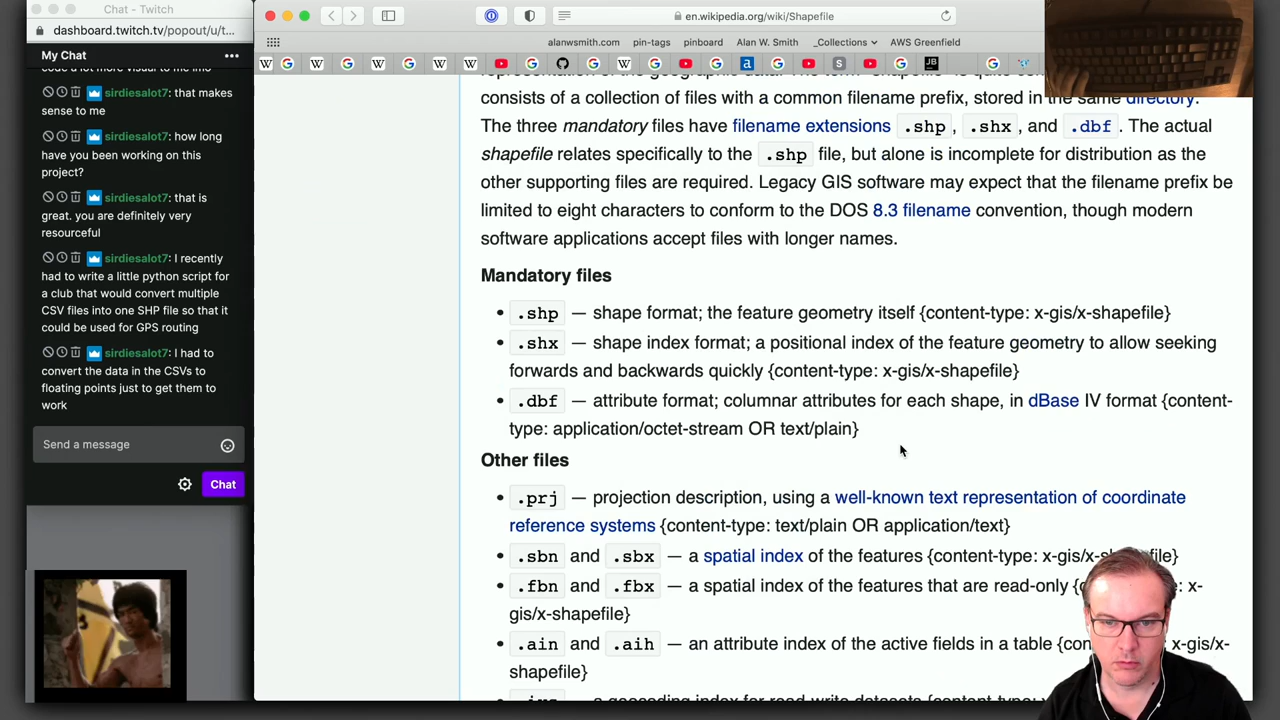 Chat - Twitch
dashboard.twitch.tv/popout/u/t...
My Chat
code a lot more visual to me imo
sirdiesalot7: that makes
sense to me
sirdiesalot7: how long
have you been working on this
project?
sirdiesalot7: that is
great. you are definitely very
resourceful
sirdiesalot7: I recently
had to write a little python script
for a club that would convert multiple
CSV files into one SHP file so that it
could be used for GPS routing
sirdiesalot7: I had to
convert the data in the CSVs to
floating points just to get them to
work
Send a message
Chat
en.wikipedia.org/wiki/Shapefile
alanwsmith.com pin-tags pinboard Alan W. Smith _Collections AWS Greenfield
consists of a collection of files with a common filename prefix, stored in the same directory.
The three mandatory files have filename extensions .shp, .shx, and .dbf. The actual
shapefile relates specifically to the .shp file, but alone is incomplete for distribution as the
other supporting files are required. Legacy GIS software may expect that the filename prefix be
limited to eight characters to conform to the DOS 8.3 filename convention, though modern
software applications accept files with longer names.
Mandatory files
• .shp — shape format; the feature geometry itself {content-type: x-gis/x-shapefile}
• .shx — shape index format; a positional index of the feature geometry to allow seeking
forwards and backwards quickly {content-type: x-gis/x-shapefile}
• .dbf — attribute format; columnar attributes for each shape, in dBase IV format {content-
type: application/octet-stream OR text/plain}
Other files
• .prj — projection description, using a well-known text representation of coordinate
reference systems {content-type: text/plain OR application/text}
• .sbn and .sbx — a spatial index of the features {content-type: x-gis/x-shapefile}
• .fbn and .fbx — a spatial index of the features that are read-only x-
gis/x-shapefile}
• .ain and .aih — an attribute index of the active fields in a table x-gis/x-
shapefile}